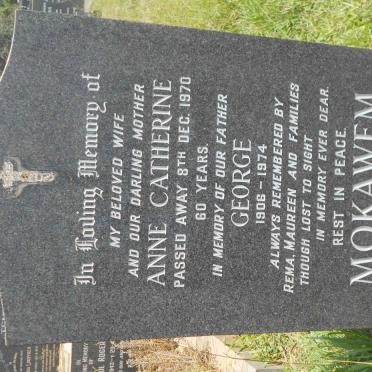 In Loving Memory of
MY BELOVED WIFE
AND OUR DARLING MOTHER
ANNE CATHERINE
PASSED AWAY 8TH DEC. 1970
60 YEARS.
IN MEMORY OF OUR FATHER
GEORGE
1906 - 1974.
ALWAYS REMEMBERED BY
REMA, MAUREEN AND FAMILIES
THOUGH LOST TO SIGHT
IN MEMORY EVER DEAR.
REST IN PEACE.
MOKAWEM